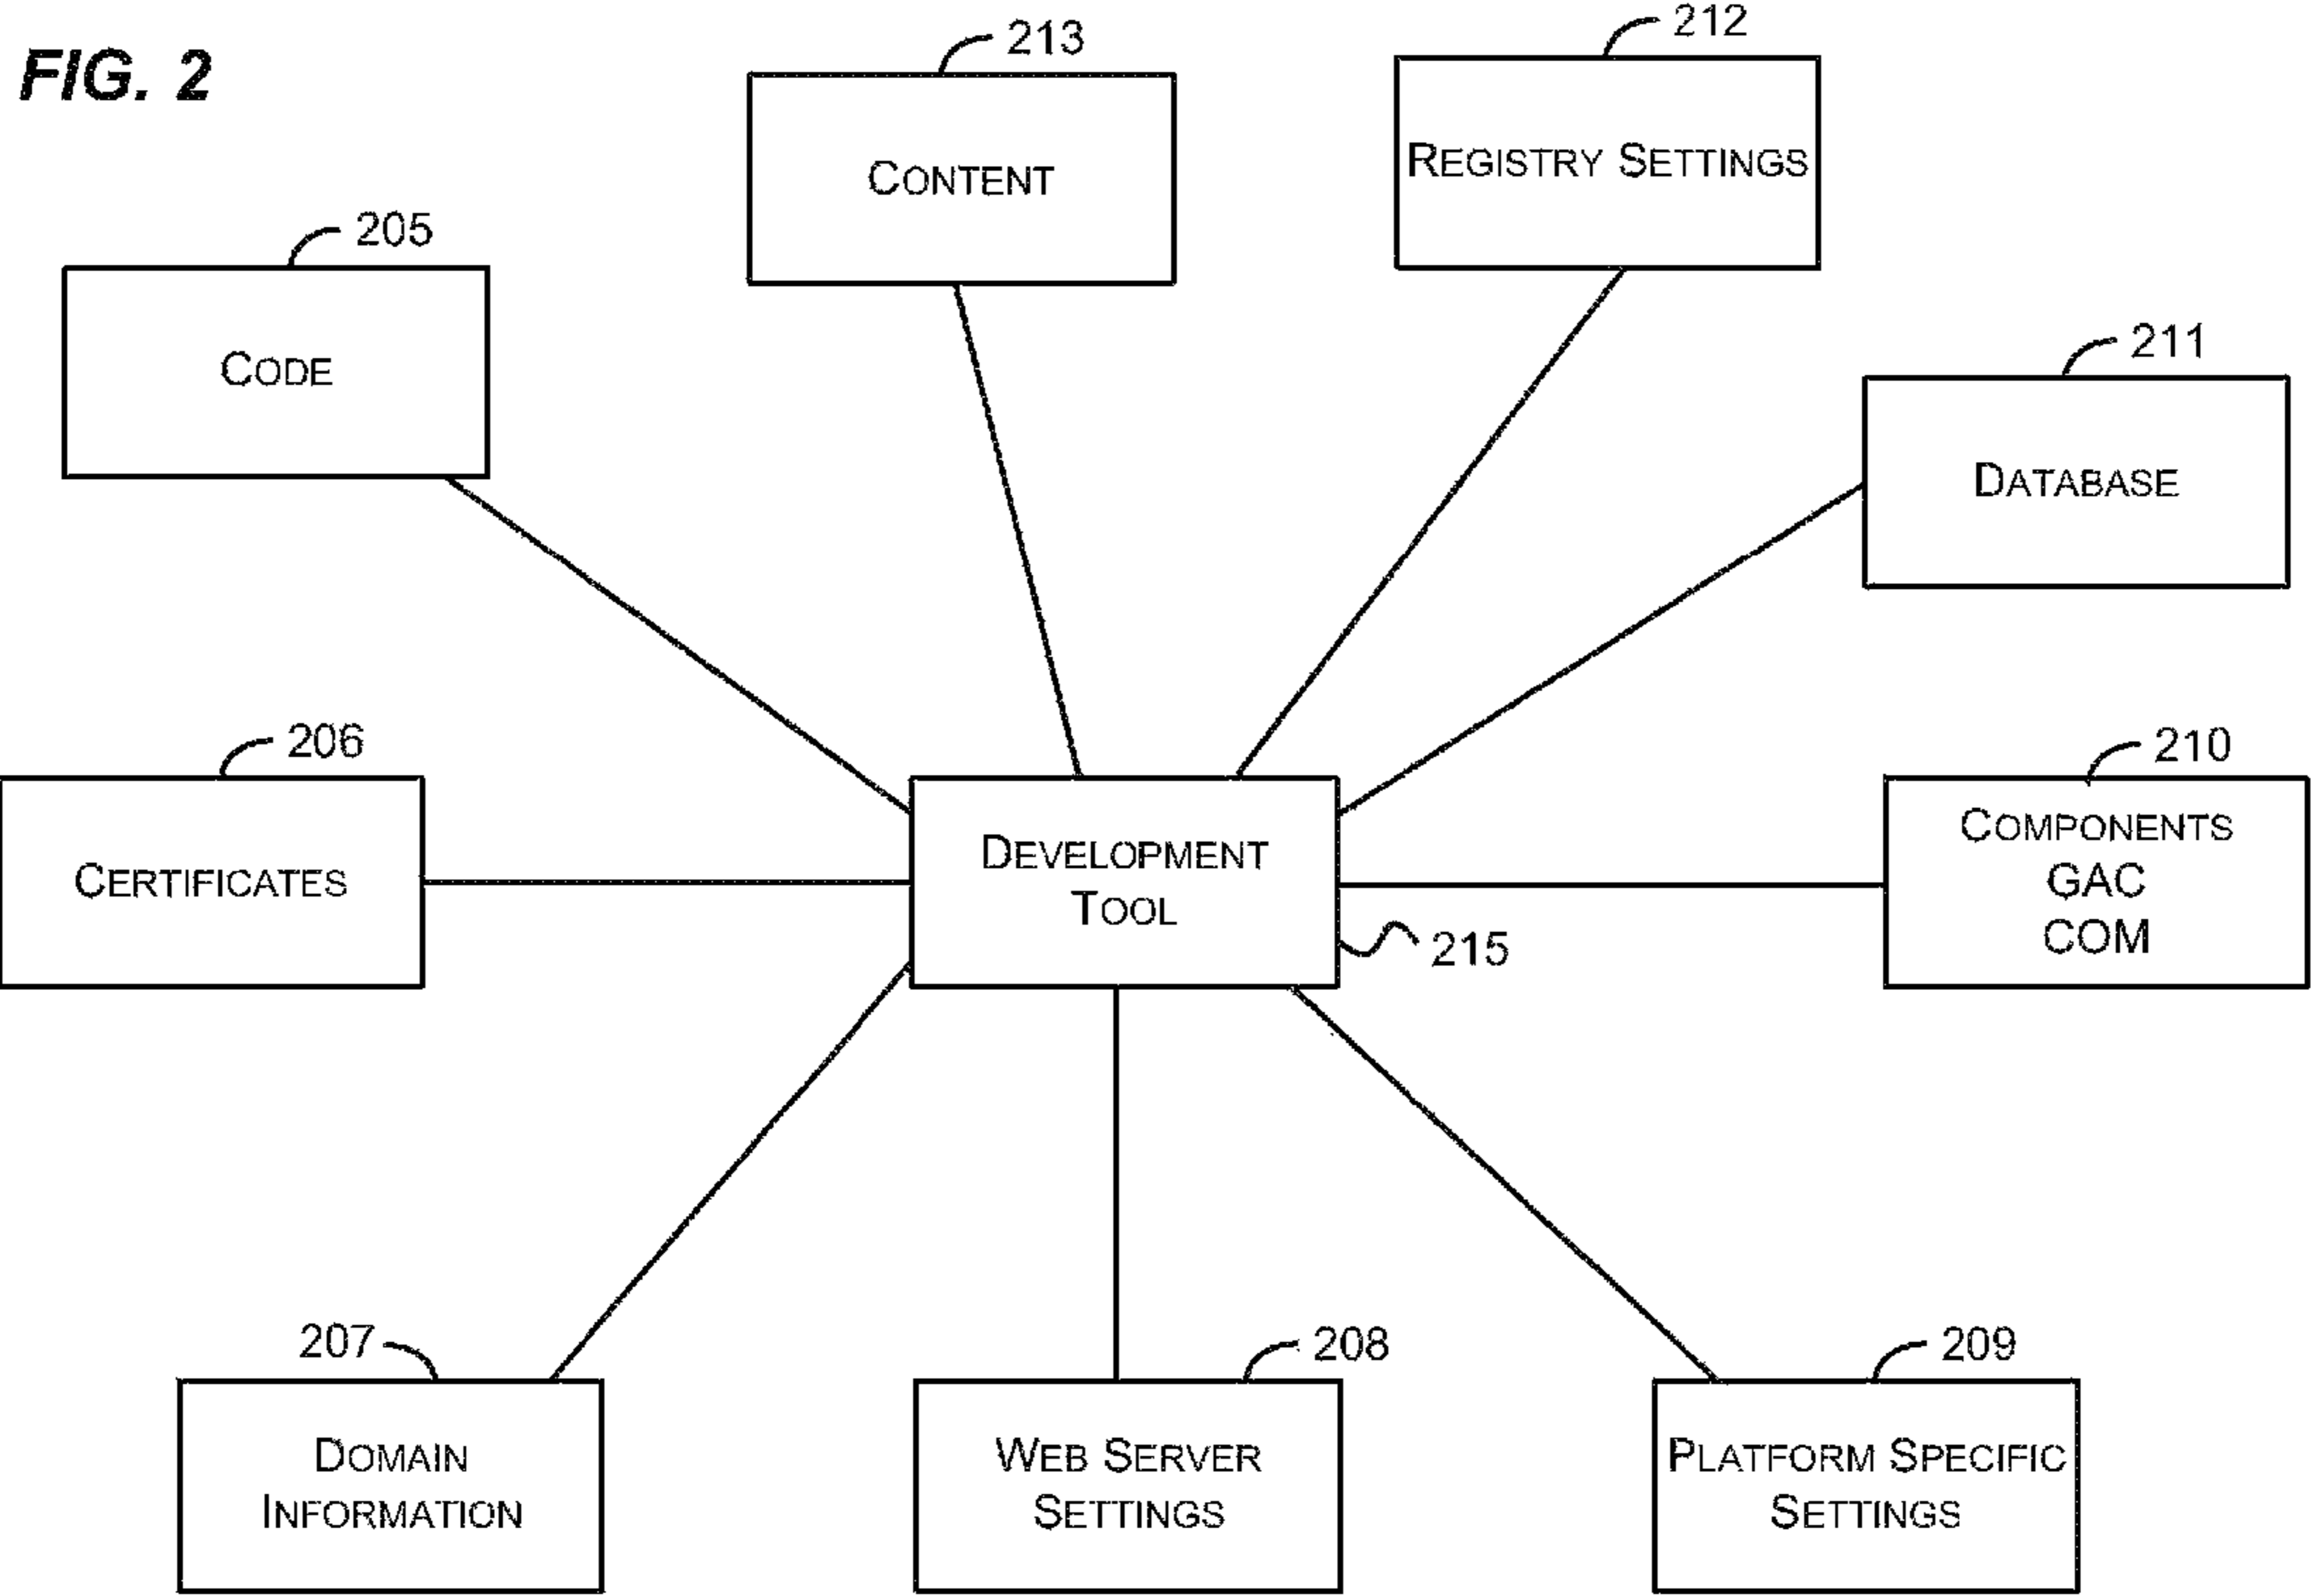 FIG. 2
213
CONTENT
212
REGISTRY SETTINGS
205
CODE
211
DATABASE
206
CERTIFICATES
DEVELOPMENT
TOOL
215
210
COMPONENTS
GAC
COM
207
DOMAIN
INFORMATION
208
WEB SERVER
SETTINGS
209
PLATFORM SPECIFIC
SETTINGS